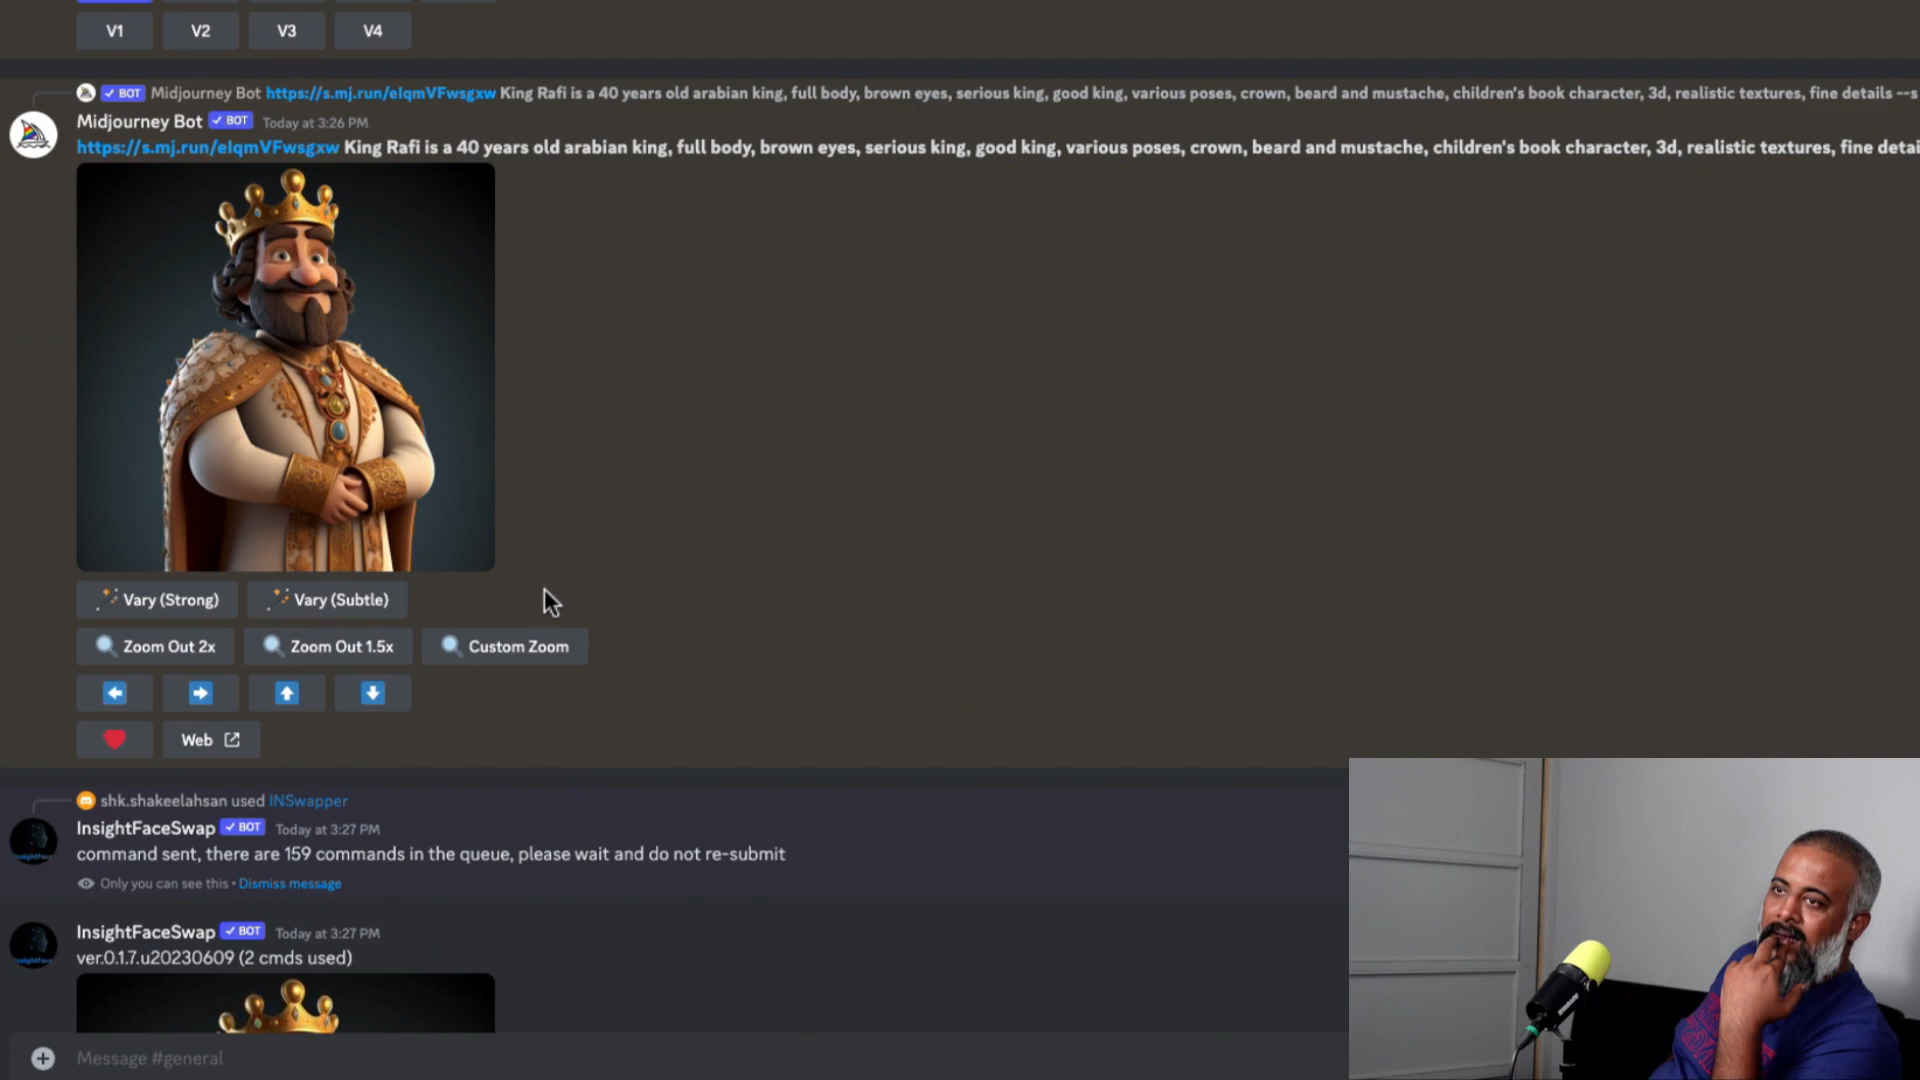 V1 V2 V3 V4
✓ BOT Midjourney Bot https://s.mj.run/eIqmVFwsgxw King Rafi is a 40 years old arabian king, full body, brown eyes, serious king, good king, various poses, crown, beard and mustache, children's book character, 3d, realistic textures, fine details --s
Midjourney Bot ✓ BOT Today at 3:26 PM
https://s.mj.run/eIqmVFwsgxw King Rafi is a 40 years old arabian king, full body, brown eyes, serious king, good king, various poses, crown, beard and mustache, children's book character, 3d, realistic textures, fine detai
Vary (Strong) Vary (Subtle)
Zoom Out 2x Zoom Out 1.5x Custom Zoom
Web
shk.shakeelahsan used INSwapper
InsightFaceSwap ✓ BOT Today at 3:27 PM
command sent, there are 159 commands in the queue, please wait and do not re-submit
Only you can see this • Dismiss message
InsightFaceSwap ✓ BOT Today at 3:27 PM
ver.0.1.7.u20230609 (2 cmds used)
Message #general